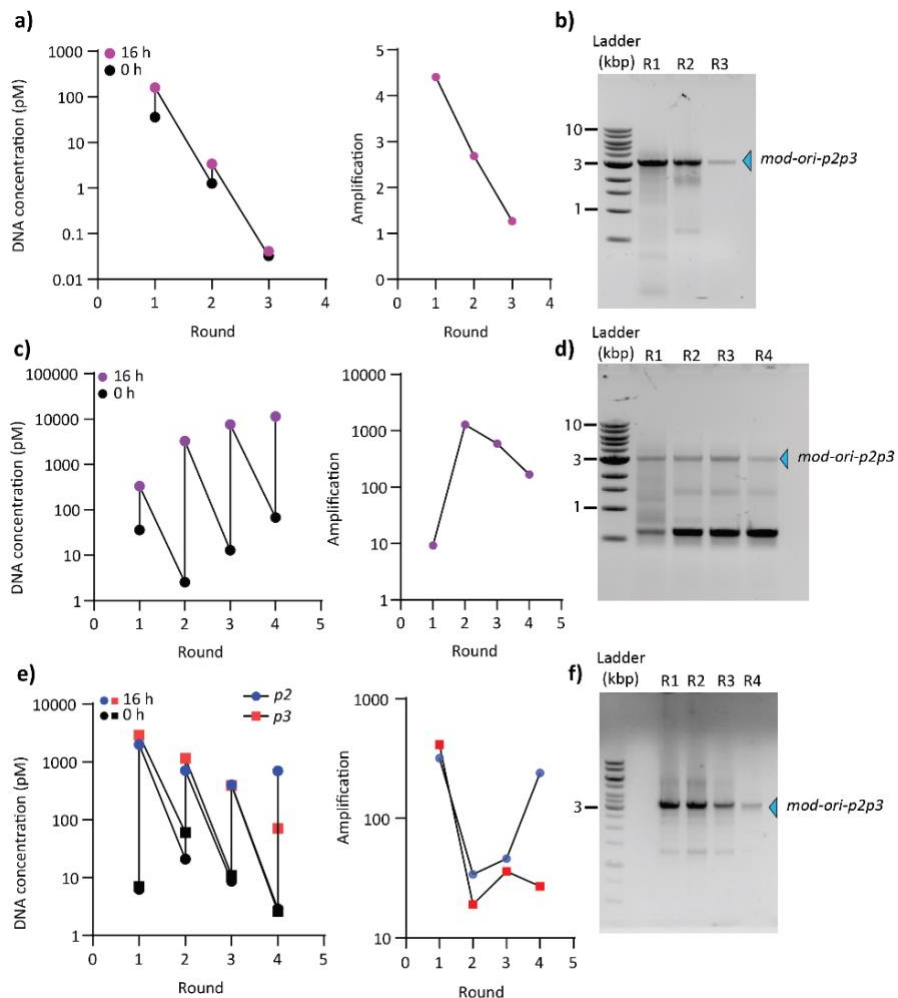 a)
16 h
0 h
DNA concentration (pM)
1000
100
10
1
0.1
0.01
0 1 2 3 4
Round
Amplification
5
4
3
2
1
0
0 1 2 3 4
Round
b)
Ladder
(kbp) R1 R2 R3
10
3
1
mod-ori-p2p3
c)
16 h
0 h
DNA concentration (pM)
100000
10000
1000
100
10
1
0 1 2 3 4 5
Round
Amplification
10000
1000
100
10
1
0 1 2 3 4 5
Round
d)
Ladder
(kbp) R1 R2 R3 R4
10
3
1
mod-ori-p2p3
e)
16 h
0 h
p2
p3
DNA concentration (pM)
10000
1000
100
10
1
0 1 2 3 4 5
Round
Amplification
1000
100
10
0 1 2 3 4 5
Round
f)
Ladder
(kbp) R1 R2 R3 R4
3
mod-ori-p2p3